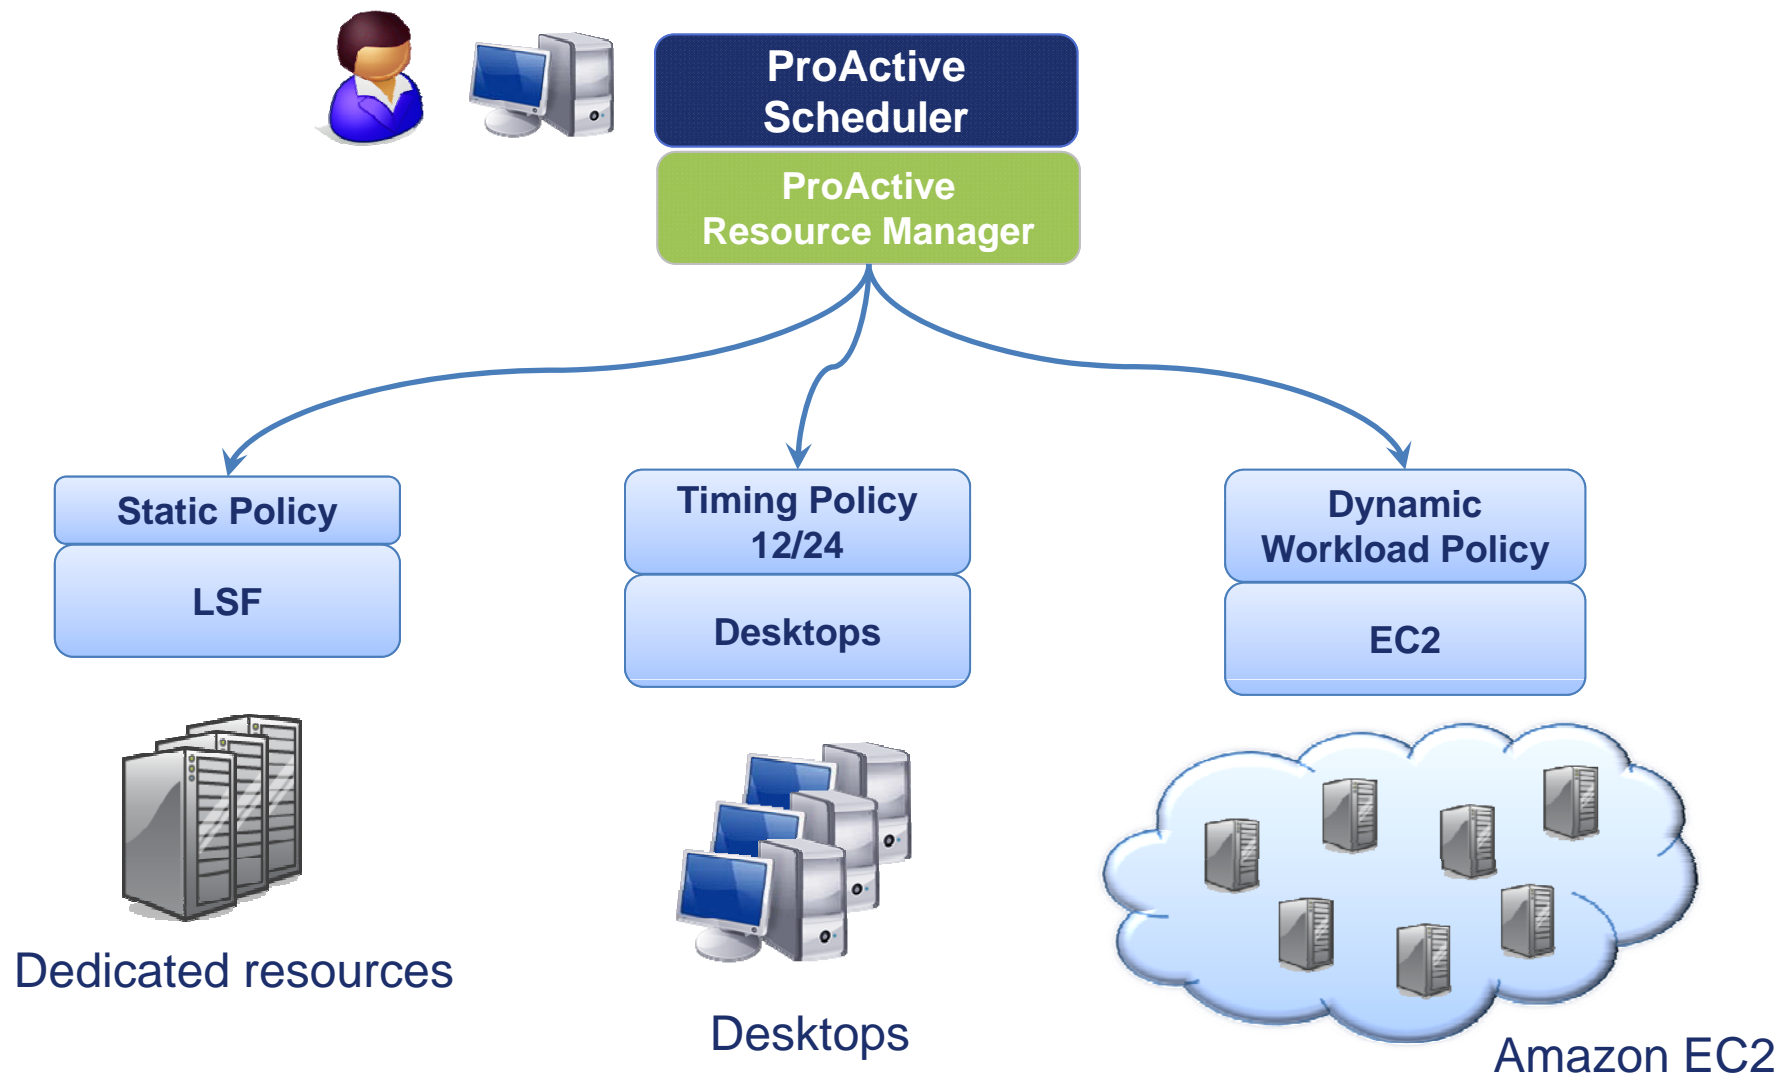 ProActive
Scheduler
ProActive
Resource Manager
Static Policy
LSF
Timing Policy
12/24
Desktops
Dynamic
Workload Policy
EC2
Dedicated resources
Desktops
Amazon EC2